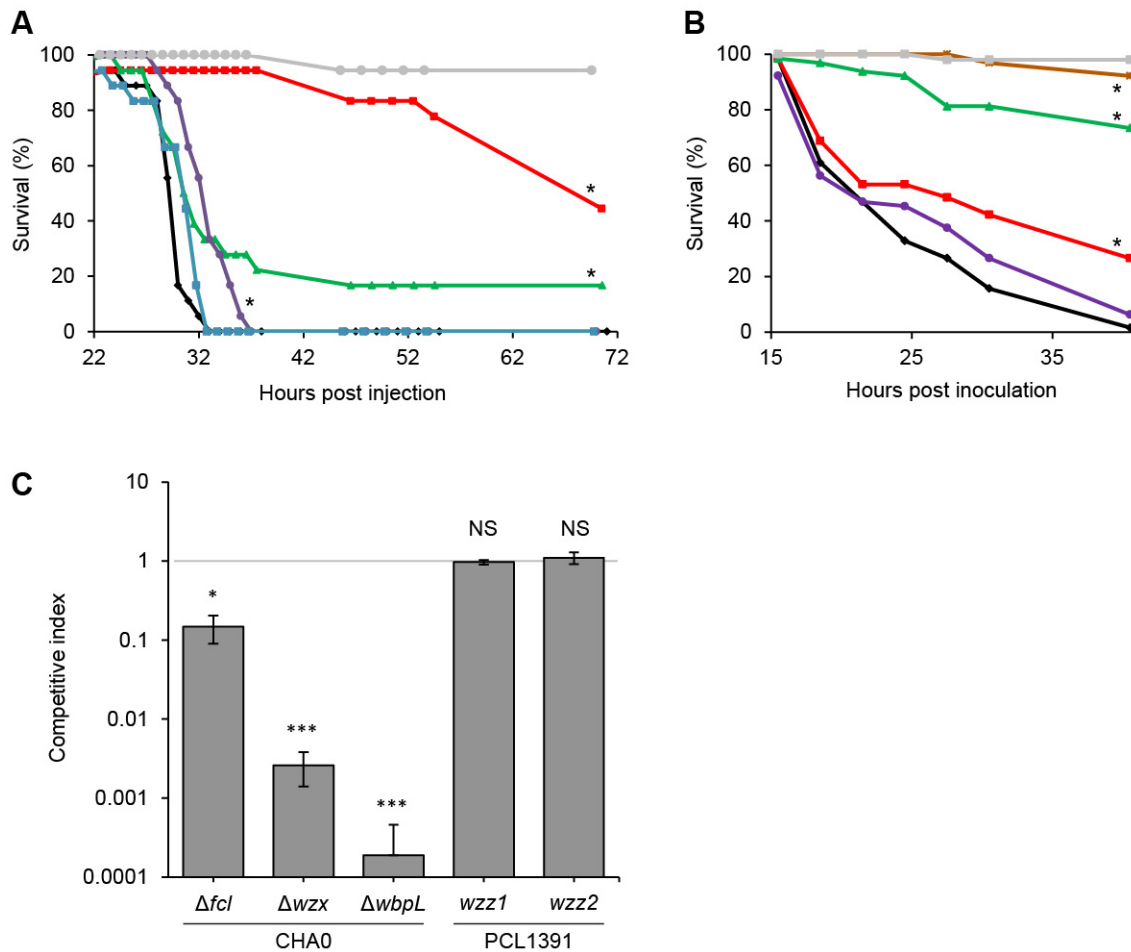 A
B
100
80
60
40
20
0
Survival (%)
*
*
*
22
32
42
52
62
72
Hours post injection
100
80
60
40
20
0
Survival (%)
*
*
*
15
25
35
Hours post inoculation
C
10
1
0.1
0.01
0.001
0.0001
Competitive index
NS
NS
*
***
***
Δfcl
Δwzx
ΔwbpL
wzz1
wzz2
CHA0
PCL1391